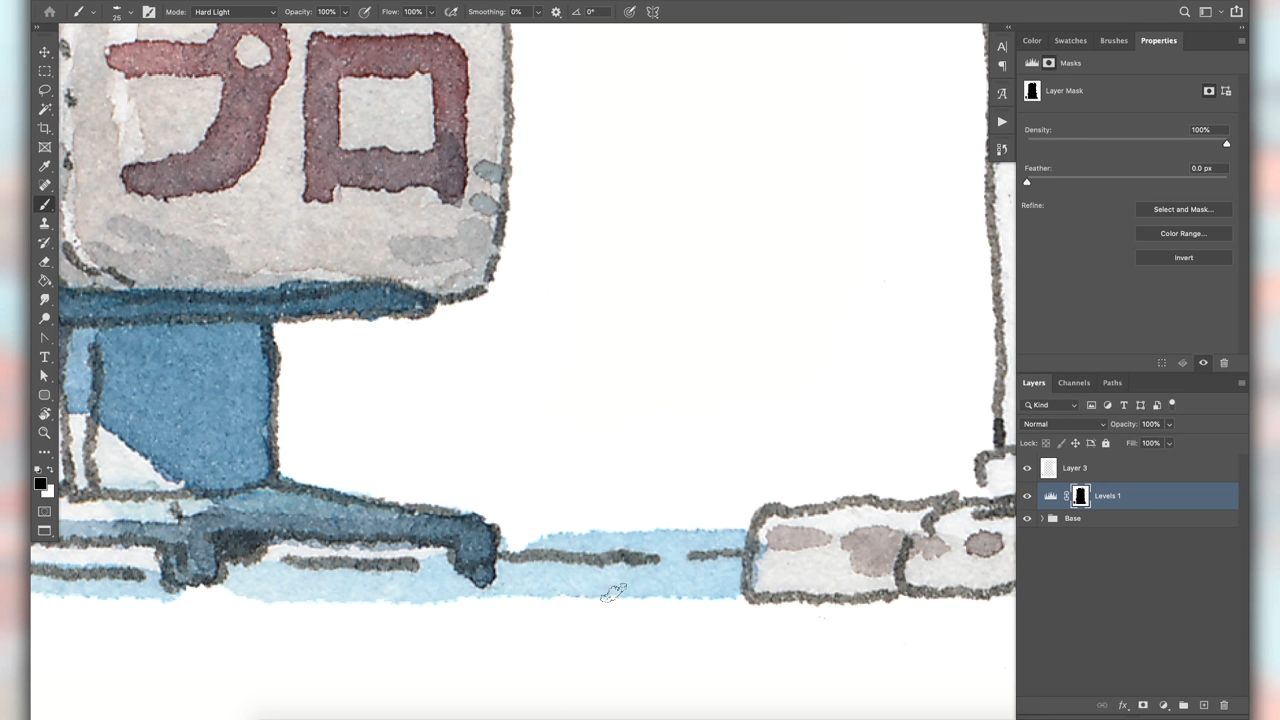 25
Mode: Hard Light Opacity: 100% Flow: 100% Smoothing: 0% 0°
Color Swatches Brushes Properties
Masks
Layer Mask
Density: 100%
Feather: 0.0 px
Refine: Select and Mask...
Color Range...
Invert
Layers Channels Paths
Kind
Normal Opacity: 100%
Lock: Fill: 100%
Layer 3
Levels 1
Base